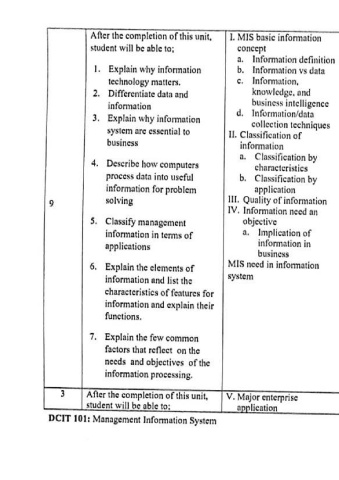 After the completion of this unit,
student will be able to;
1. Explain why information
technology matters.
2. Differentiate data and
information
3. Explain why information
system are essential to
business
4. Describe how computers
process data into useful
information for problem
solving
5. Classify management
information in terms of
applications
6. Explain the elements of
information and list the
characteristics of features for
information and explain their
functions.
7. Explain the few common
factors that reflect on the
needs and objectives of the
information processing.
I. MIS basic information
concept
a. Information definition
b. Information vs data
c. Information,
knowledge, and
business intelligence
d. Information/data
collection techniques
II. Classification of
information
a. Classification by
characteristics
b. Classification by
application
III. Quality of information
IV. Information need an
objective
a. Implication of
information in
business
MIS need in information
system
9
3
After the completion of this unit,
student will be able to;
V. Major enterprise
application
DCIT 101: Management Information System